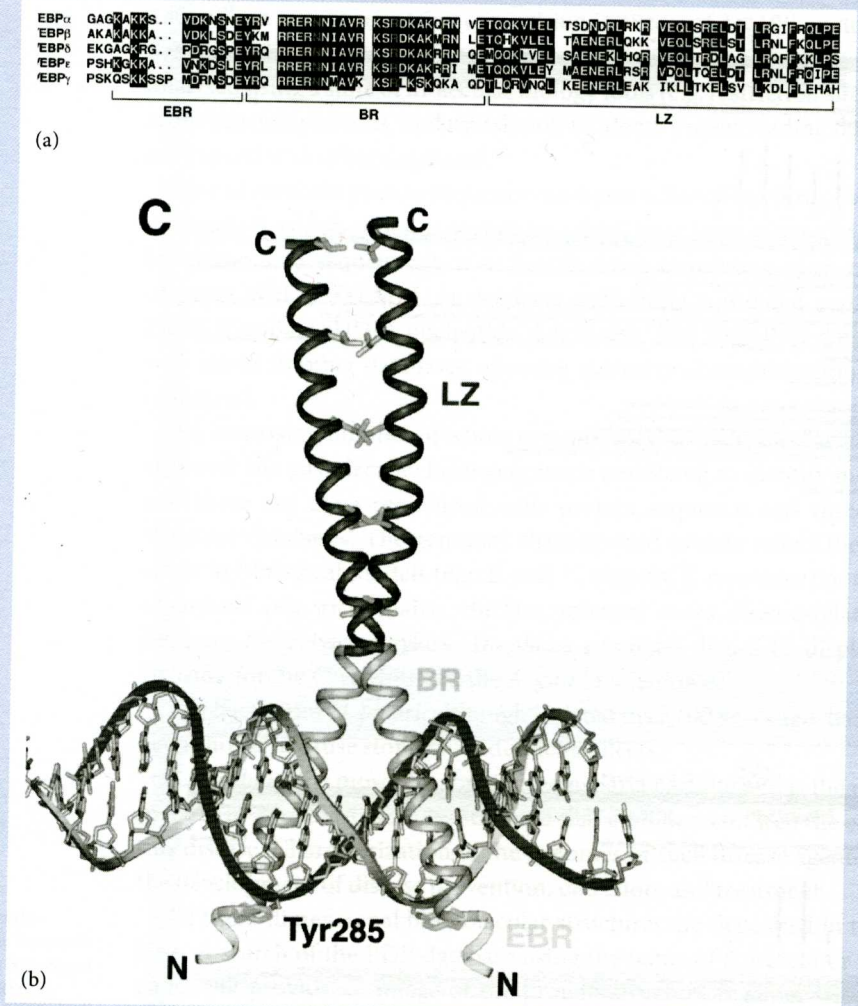 EBPα GAGKAKKS.. VDKNSNEYRV RRERNNIAVR KSRDKAKQRN VETQQKVLEL TSDNDRLRKR VEQLSRELDT LRGIFRQLPE
EBPβ AKAKAKKA.. VDKLSDEYKM RRERNNIAVR KSRDKAKMRN LETQHKVLEL TAENERLQKK VEQLSRELST LRNLFKQLPE
EBPδ EKGAGKRG.. PDRGSPEYRQ RRERNNIAVR KSRDKAKRRN QEMQQKLVEL SAENEKLHQR VEQLTRDLAG LRQFFKKLPS
EBPε PSHKGKKA.. VNKDSLEYRL RRERNNIAVR KSRDKAKRRI METQQKVLEY MAENERLRSR VDQLTQELDT LRNLFRQIPE
EBPγ PSKQSKKSSP MDRNSDEYRQ RRERNNMAVK KSRLKSKQKA QDTLQRVNQL KEENERLEAK IKLLTKELSV LKDLFLEHAH
EBR BR LZ
(a)
C
C C
LZ
BR
Tyr285 EBR
N N
(b)